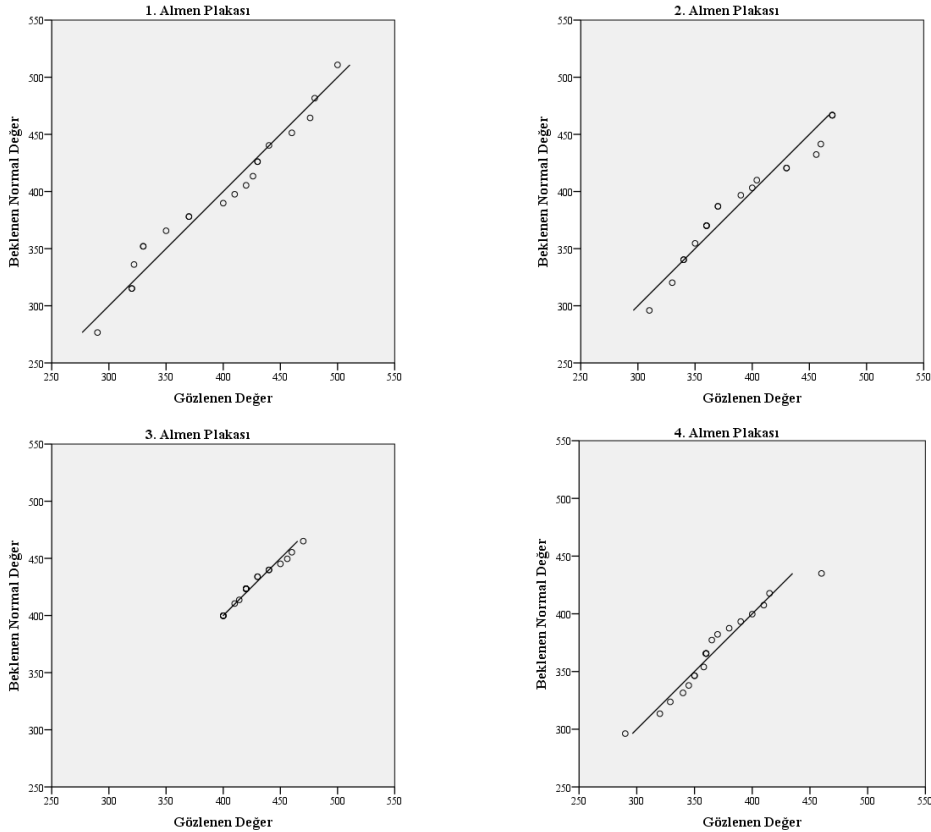 1. Almen Plakası
550
500
450
400
350
300
250
Beklenen Normal Değer
250 300 350 400 450 500 550
Gözlenen Değer
2. Almen Plakası
550
500
450
400
350
300
250
Beklenen Normal Değer
250 300 350 400 450 500 550
Gözlenen Değer
3. Almen Plakası
550
500
450
400
350
300
250
Beklenen Normal Değer
250 300 350 400 450 500 550
Gözlenen Değer
4. Almen Plakası
550
500
450
400
350
300
250
Beklenen Normal Değer
250 300 350 400 450 500 550
Gözlenen Değer